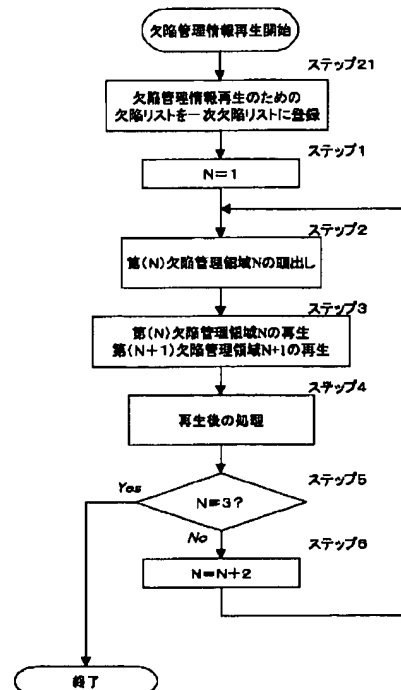 欠陥管理情報再生開始
ステップ21
欠陥管理情報再生のための
欠陥リストを一次欠陥リストに登録
ステップ1
N=1
ステップ2
第(N)欠陥管理領域Nの頭出し
ステップ3
第(N)欠陥管理領域Nの再生
第(N+1)欠陥管理領域N+1の再生
ステップ4
再生後の処理
ステップ5
Yes
N=3?
No
ステップ6
N=N+2
終了